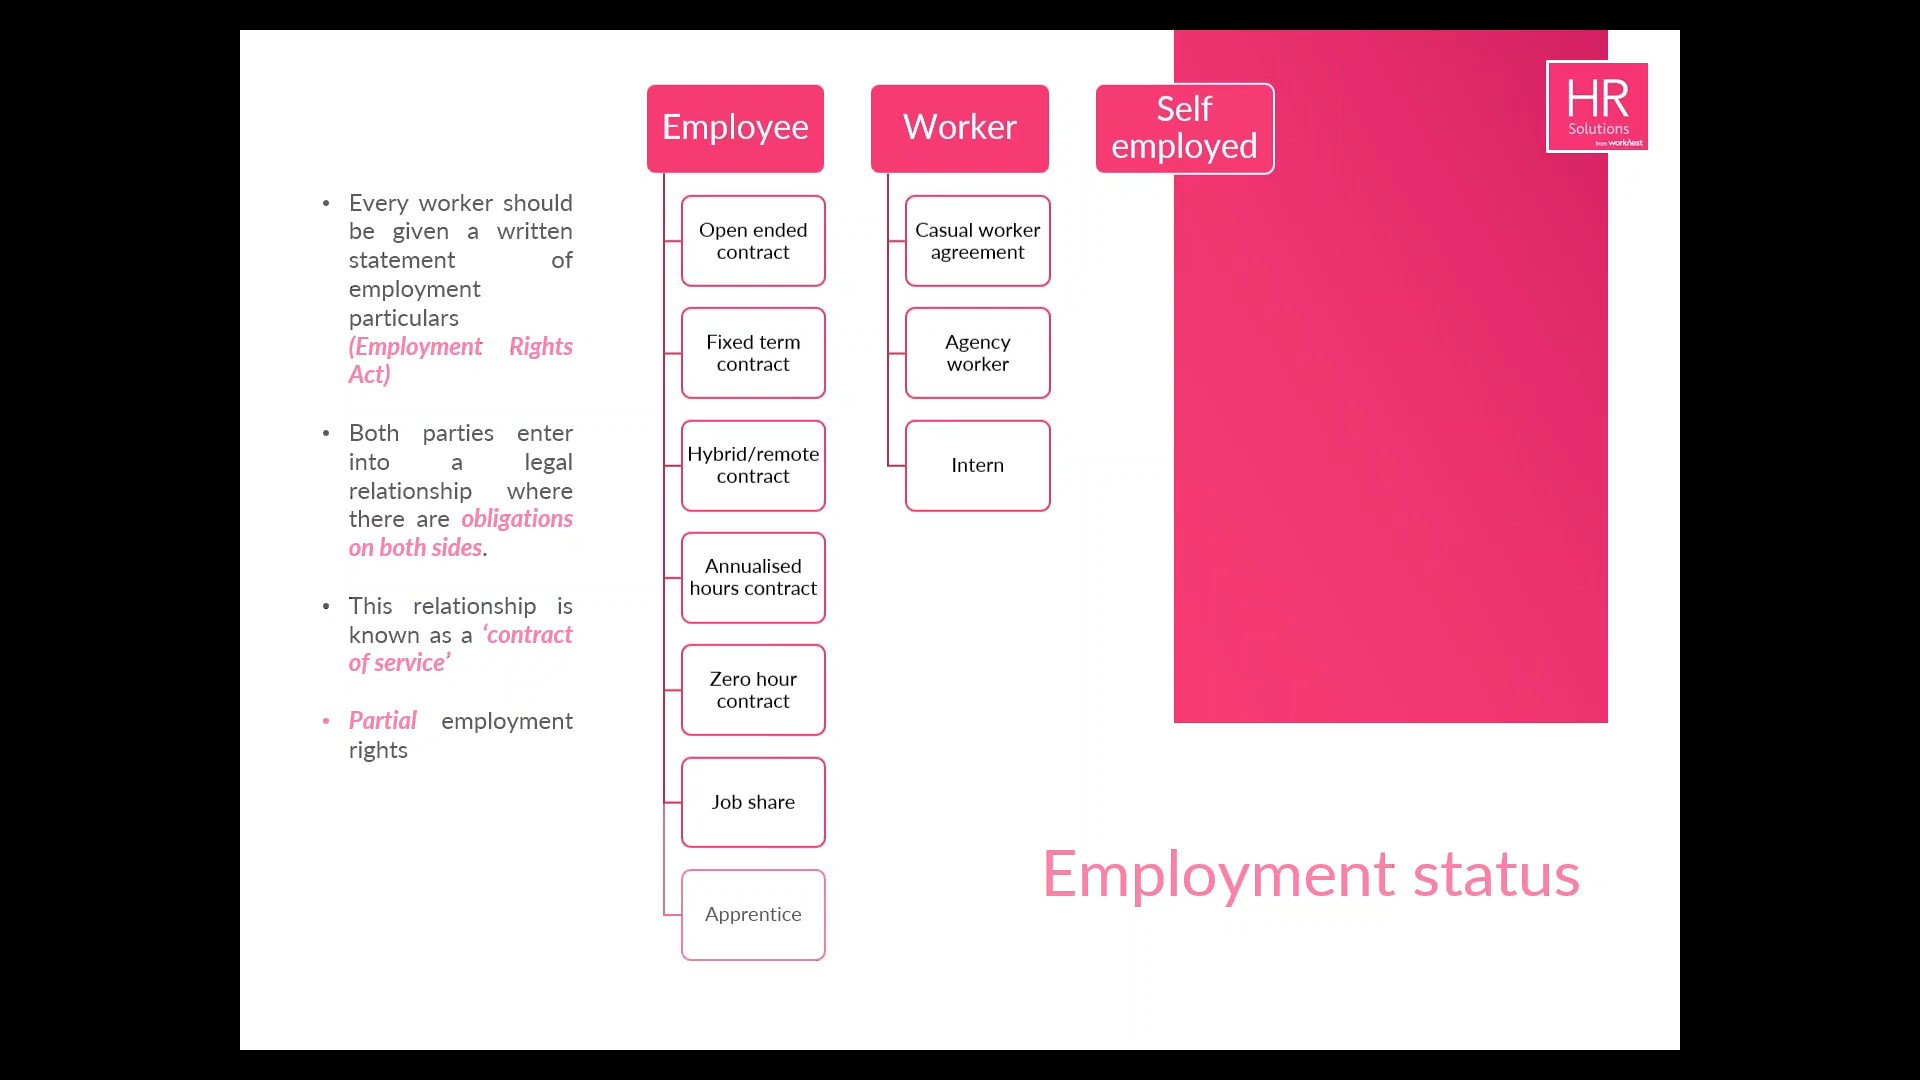 Employee
Worker
Self
employed
HR
Solutions
from worknest
• Every worker should
be given a written
statement of
employment
particulars
(Employment Rights
Act)
• Both parties enter
into a legal
relationship where
there are obligations
on both sides.
• This relationship is
known as a ‘contract
of service’
• Partial employment
rights
Open ended
contract
Fixed term
contract
Hybrid/remote
contract
Annualised
hours contract
Zero hour
contract
Job share
Apprentice
Casual worker
agreement
Agency
worker
Intern
Employment status